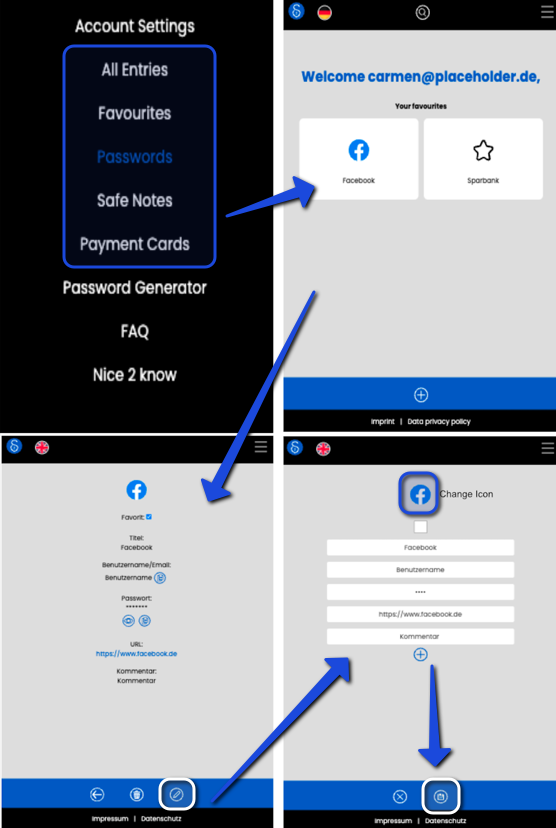 Account Settings
All Entries
Favourites
Passwords
Safe Notes
Payment Cards
Password Generator
FAQ
Nice 2 know
Welcome carmen@placeholder.de,
Your favourites
Facebook
Sparbank
Imprint | Data privacy policy
Favorit:
Titel:
Facebook
Benutzername/Email:
Benutzername
Passwort:
*******
URL:
https://www.facebook.de
Kommentar:
Kommentar
Impressum | Datenschutz
Change Icon
Facebook
Benutzername
****
https://www.facebook.de
Kommentar
Impressum | Datenschutz